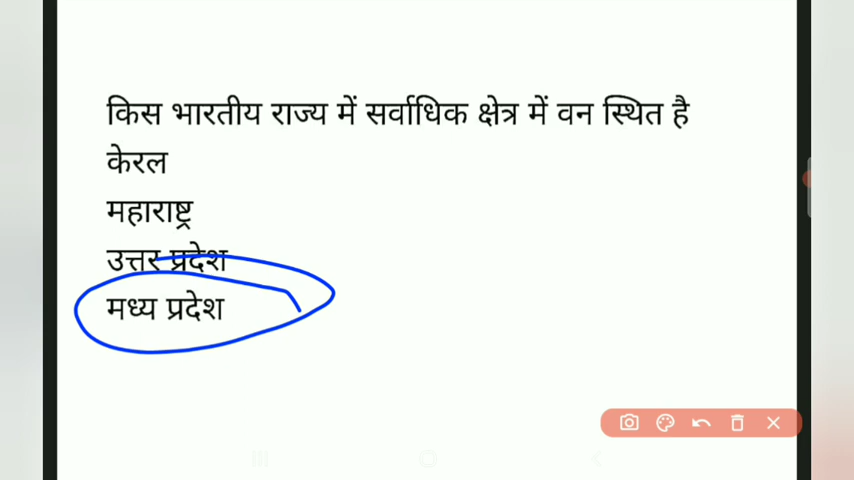 किस भारतीय राज्य में सर्वाधिक क्षेत्र में वन स्थित है
केरल
महाराष्ट्र
उत्तर प्रदेश
मध्य प्रदेश